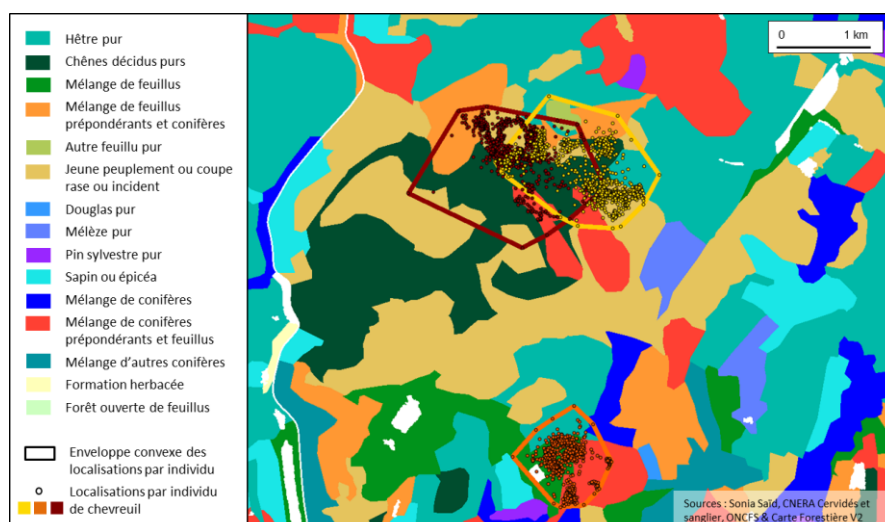 Hêtre pur
Chênes décidus purs
Mélange de feuillus
Mélange de feuillus
prépondérants et conifères
Autre feuillu pur
Jeune peuplement ou coupe
rase ou incident
Douglas pur
Mélèze pur
Pin sylvestre pur
Sapin ou épicéa
Mélange de conifères
Mélange de conifères
prépondérants et feuillus
Mélange d'autres conifères
Formation herbacée
Forêt ouverte de feuillus
Enveloppe convexe des
localisations par individu
Localisations par individu
de chevreuil
0 1 km
Sources : Sonia Saïd, CNERA Cervidés et
sanglier, ONCFS & Carte Forestière V2